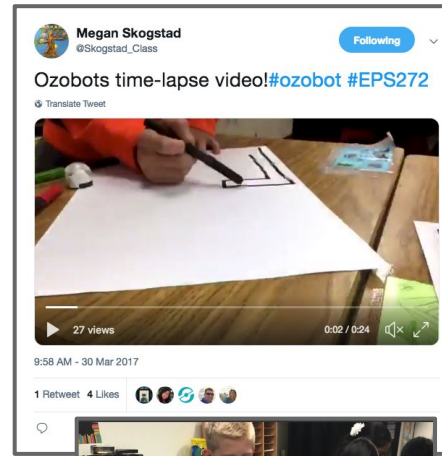 Megan Skogstad
@Skogstad_Class
Following
Ozobots time-lapse video!#ozobot #EPS272
Translate Tweet
27 views
0:02 / 0:24
9:58 AM - 30 Mar 2017
1 Retweet 4 Likes